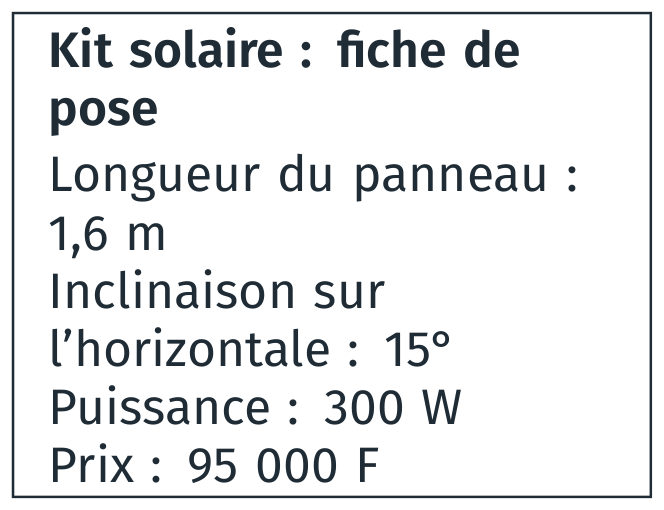 Kit solaire : fiche de
pose
Longueur du panneau :
1,6 m
Inclinaison sur
l’horizontale : 15°
Puissance : 300 W
Prix : 95 000 F